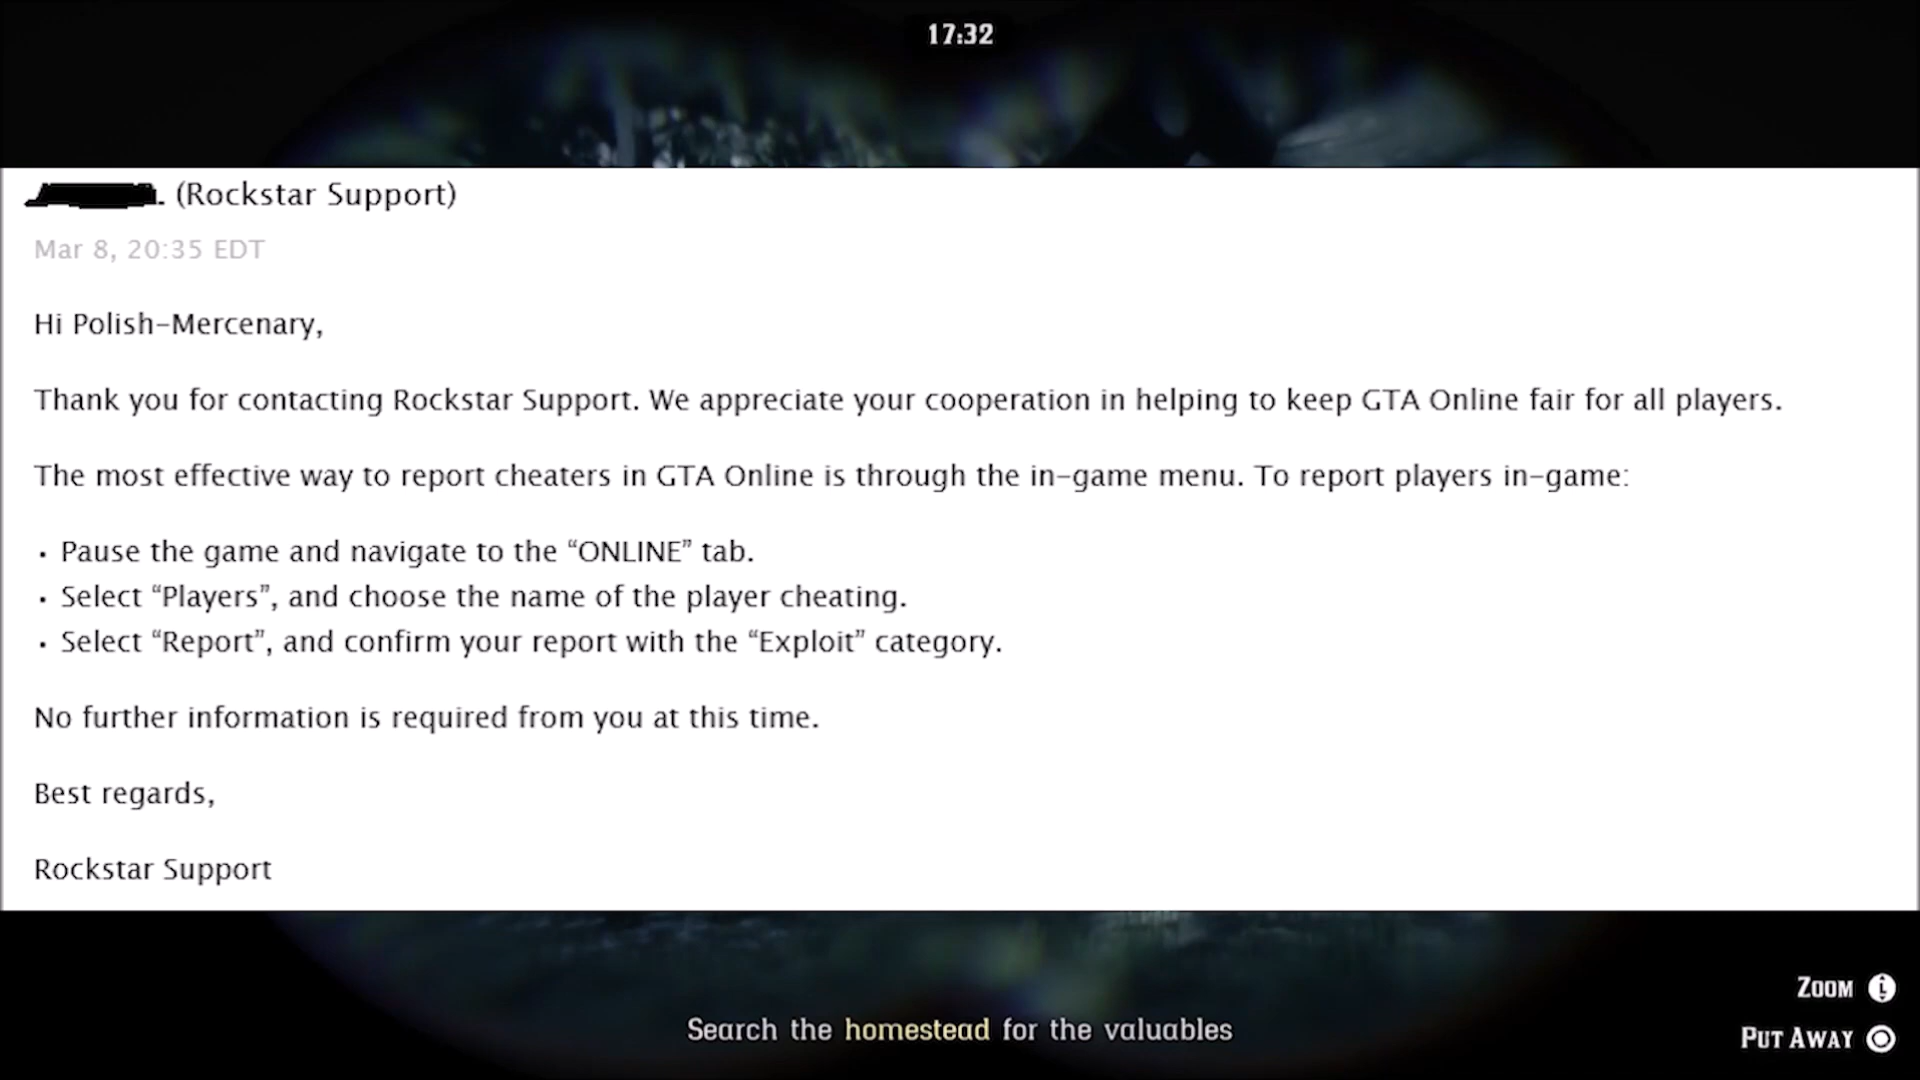 17:32
. (Rockstar Support)
Mar 8, 20:35 EDT
Hi Polish-Mercenary,
Thank you for contacting Rockstar Support. We appreciate your cooperation in helping to keep GTA Online fair for all players.
The most effective way to report cheaters in GTA Online is through the in-game menu. To report players in-game:
• Pause the game and navigate to the “ONLINE” tab.
• Select “Players”, and choose the name of the player cheating.
• Select “Report”, and confirm your report with the “Exploit” category.
No further information is required from you at this time.
Best regards,
Rockstar Support
ZOOM L
Search the homestead for the valuables
PUT AWAY